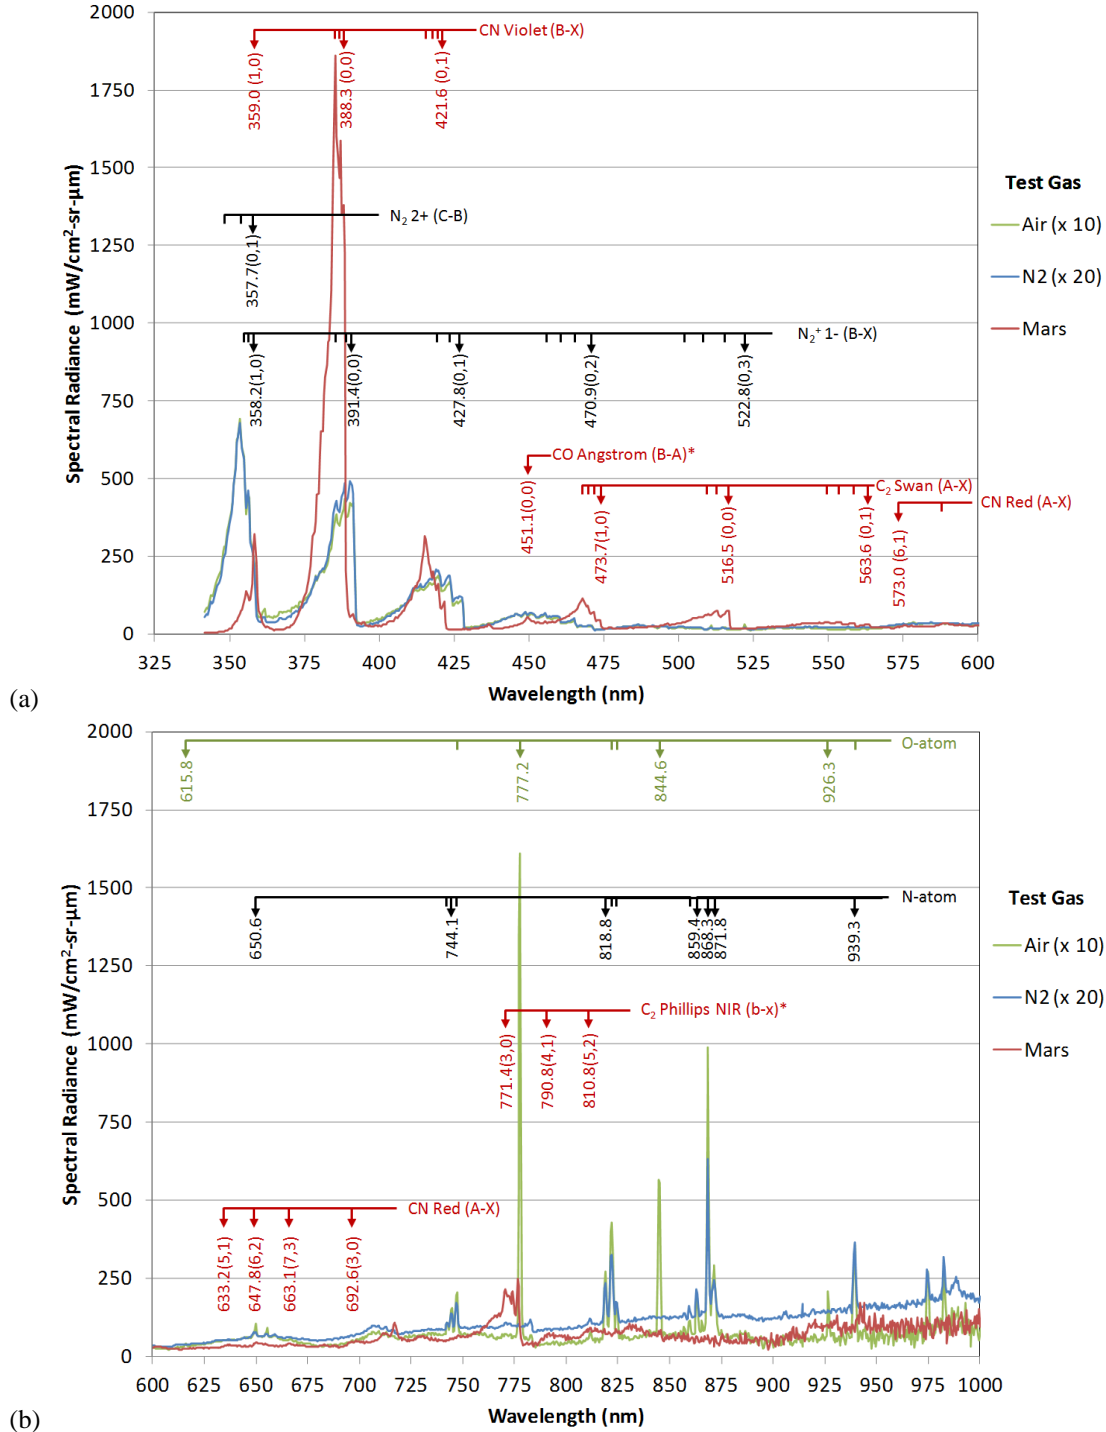 2000
1750
1500
1250
1000
750
500
250
0
Spectral Radiance (mW/cm²-sr-µm)
CN Violet (B-X)
359.0 (1,0)
388.3 (0,0)
421.6 (0,1)
N₂ 2+ (C-B)
357.7(0,1)
N₂⁺ 1- (B-X)
358.2(1,0)
391.4(0,0)
427.8(0,1)
470.9(0,2)
522.8(0,3)
CO Angstrom (B-A)*
451.1(0,0)
C₂ Swan (A-X)
473.7(1,0)
516.5 (0,0)
563.6 (0,1)
CN Red (A-X)
573.0 (6,1)
Test Gas
Air (x 10)
N2 (x 20)
Mars
325 350 375 400 425 450 475 500 525 550 575 600
Wavelength (nm)
(a)
2000
1750
1500
1250
1000
750
500
250
0
Spectral Radiance (mW/cm²-sr-µm)
O-atom
615.8
777.2
844.6
926.3
N-atom
650.6
744.1
818.8
859.4
868.3
871.8
939.3
C₂ Phillips NIR (b-x)*
771.4(3,0)
790.8(4,1)
810.8(5,2)
CN Red (A-X)
633.2(5,1)
647.8(6,2)
663.1(7,3)
692.6(3,0)
Test Gas
Air (x 10)
N2 (x 20)
Mars
600 625 650 675 700 725 750 775 800 825 850 875 900 925 950 975 1000
Wavelength (nm)
(b)